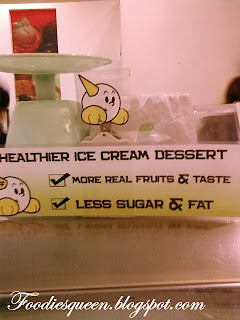 HEALTHIER ICE CREAM DESSERT
MORE REAL FRUITS & TASTE
LESS SUGAR & FAT
Foodiesqueen.blogspot.com